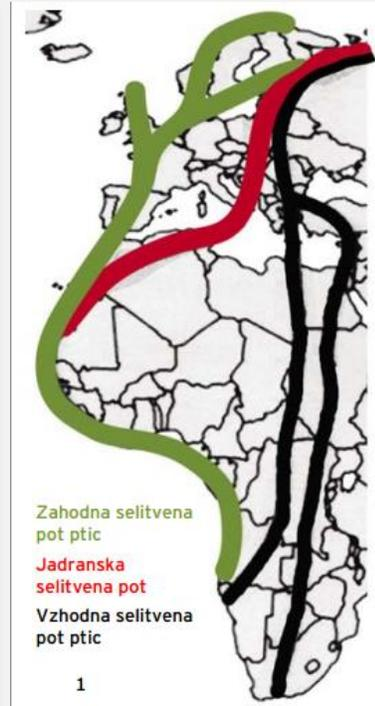 Zahodna selitvena
pot ptic
Jadranska
selitvena pot
Vzhodna selitvena
pot ptic
1